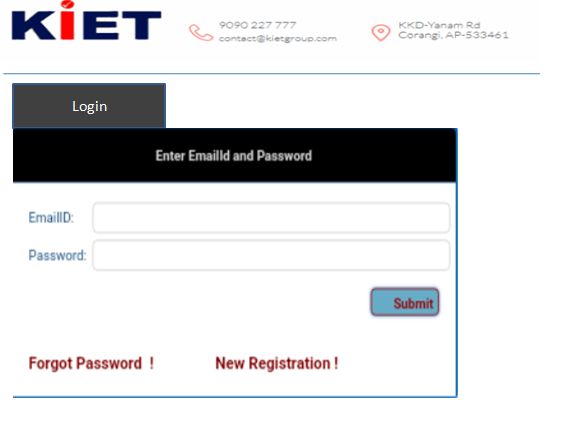 KiET
9090 227 777
contact@kietgroup.com
KKD-Yanam Rd
Corangi, AP-533461
Login
Enter EmailId and Password
EmailID:
Password:
Submit
Forgot Password !
New Registration !